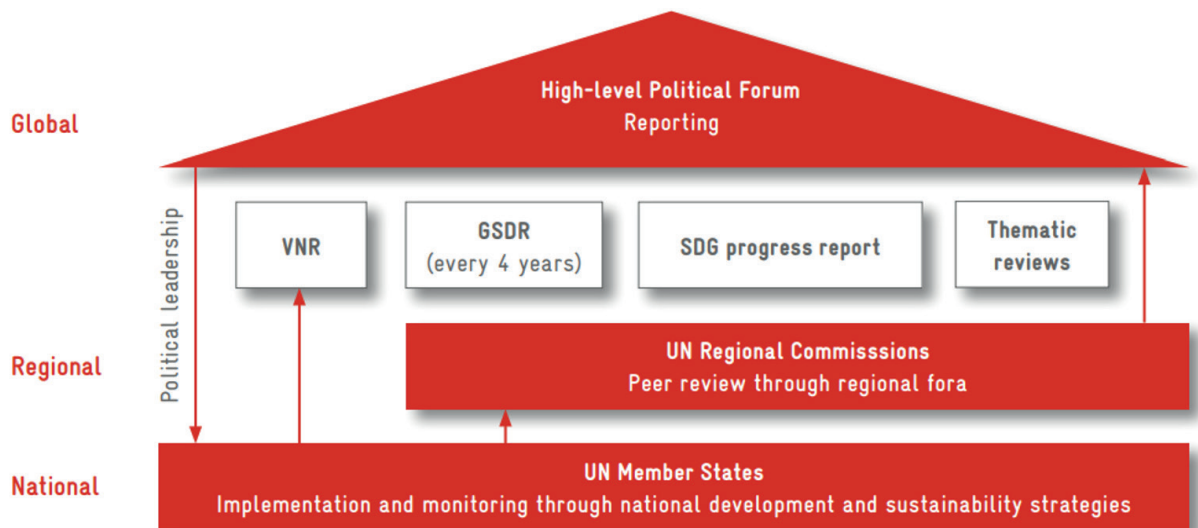 High-level Political Forum
Reporting
Global
Political leadership
VNR
GSDR
(every 4 years)
SDG progress report
Thematic
reviews
Regional
UN Regional Commisssions
Peer review through regional fora
National
UN Member States
Implementation and monitoring through national development and sustainability strategies